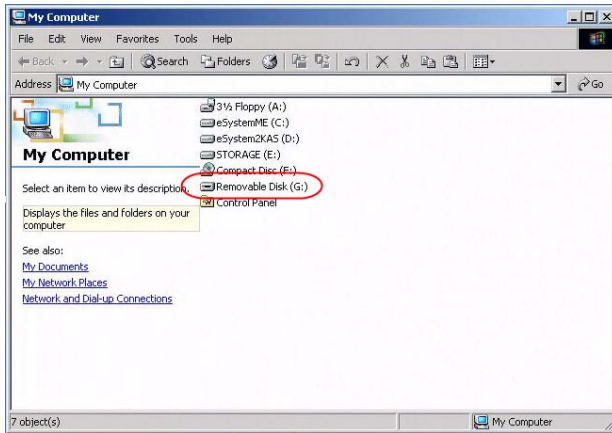 My Computer
File Edit View Favorites Tools Help
Back Search Folders
Address My Computer Go
3½ Floppy (A:)
eSystemME (C:)
eSystem2KAS (D:)
STORAGE (E:)
Compact Disc (F:)
Removable Disk (G:)
Control Panel
My Computer
Select an item to view its description.
Displays the files and folders on your
computer
See also:
My Documents
My Network Places
Network and Dial-up Connections
7 object(s) My Computer